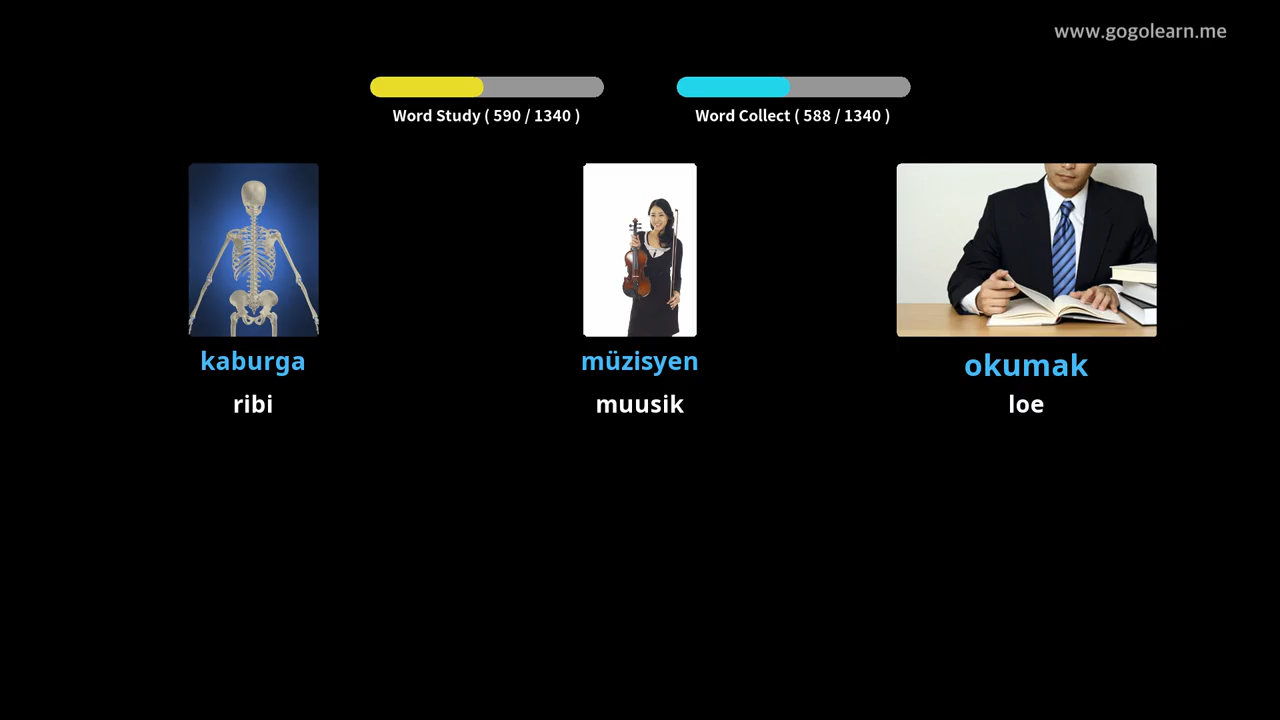 www.gogolearn.me
Word Study ( 590 / 1340 )
Word Collect ( 588 / 1340 )
kaburga
ribi
müzisyen
muusik
okumak
loe